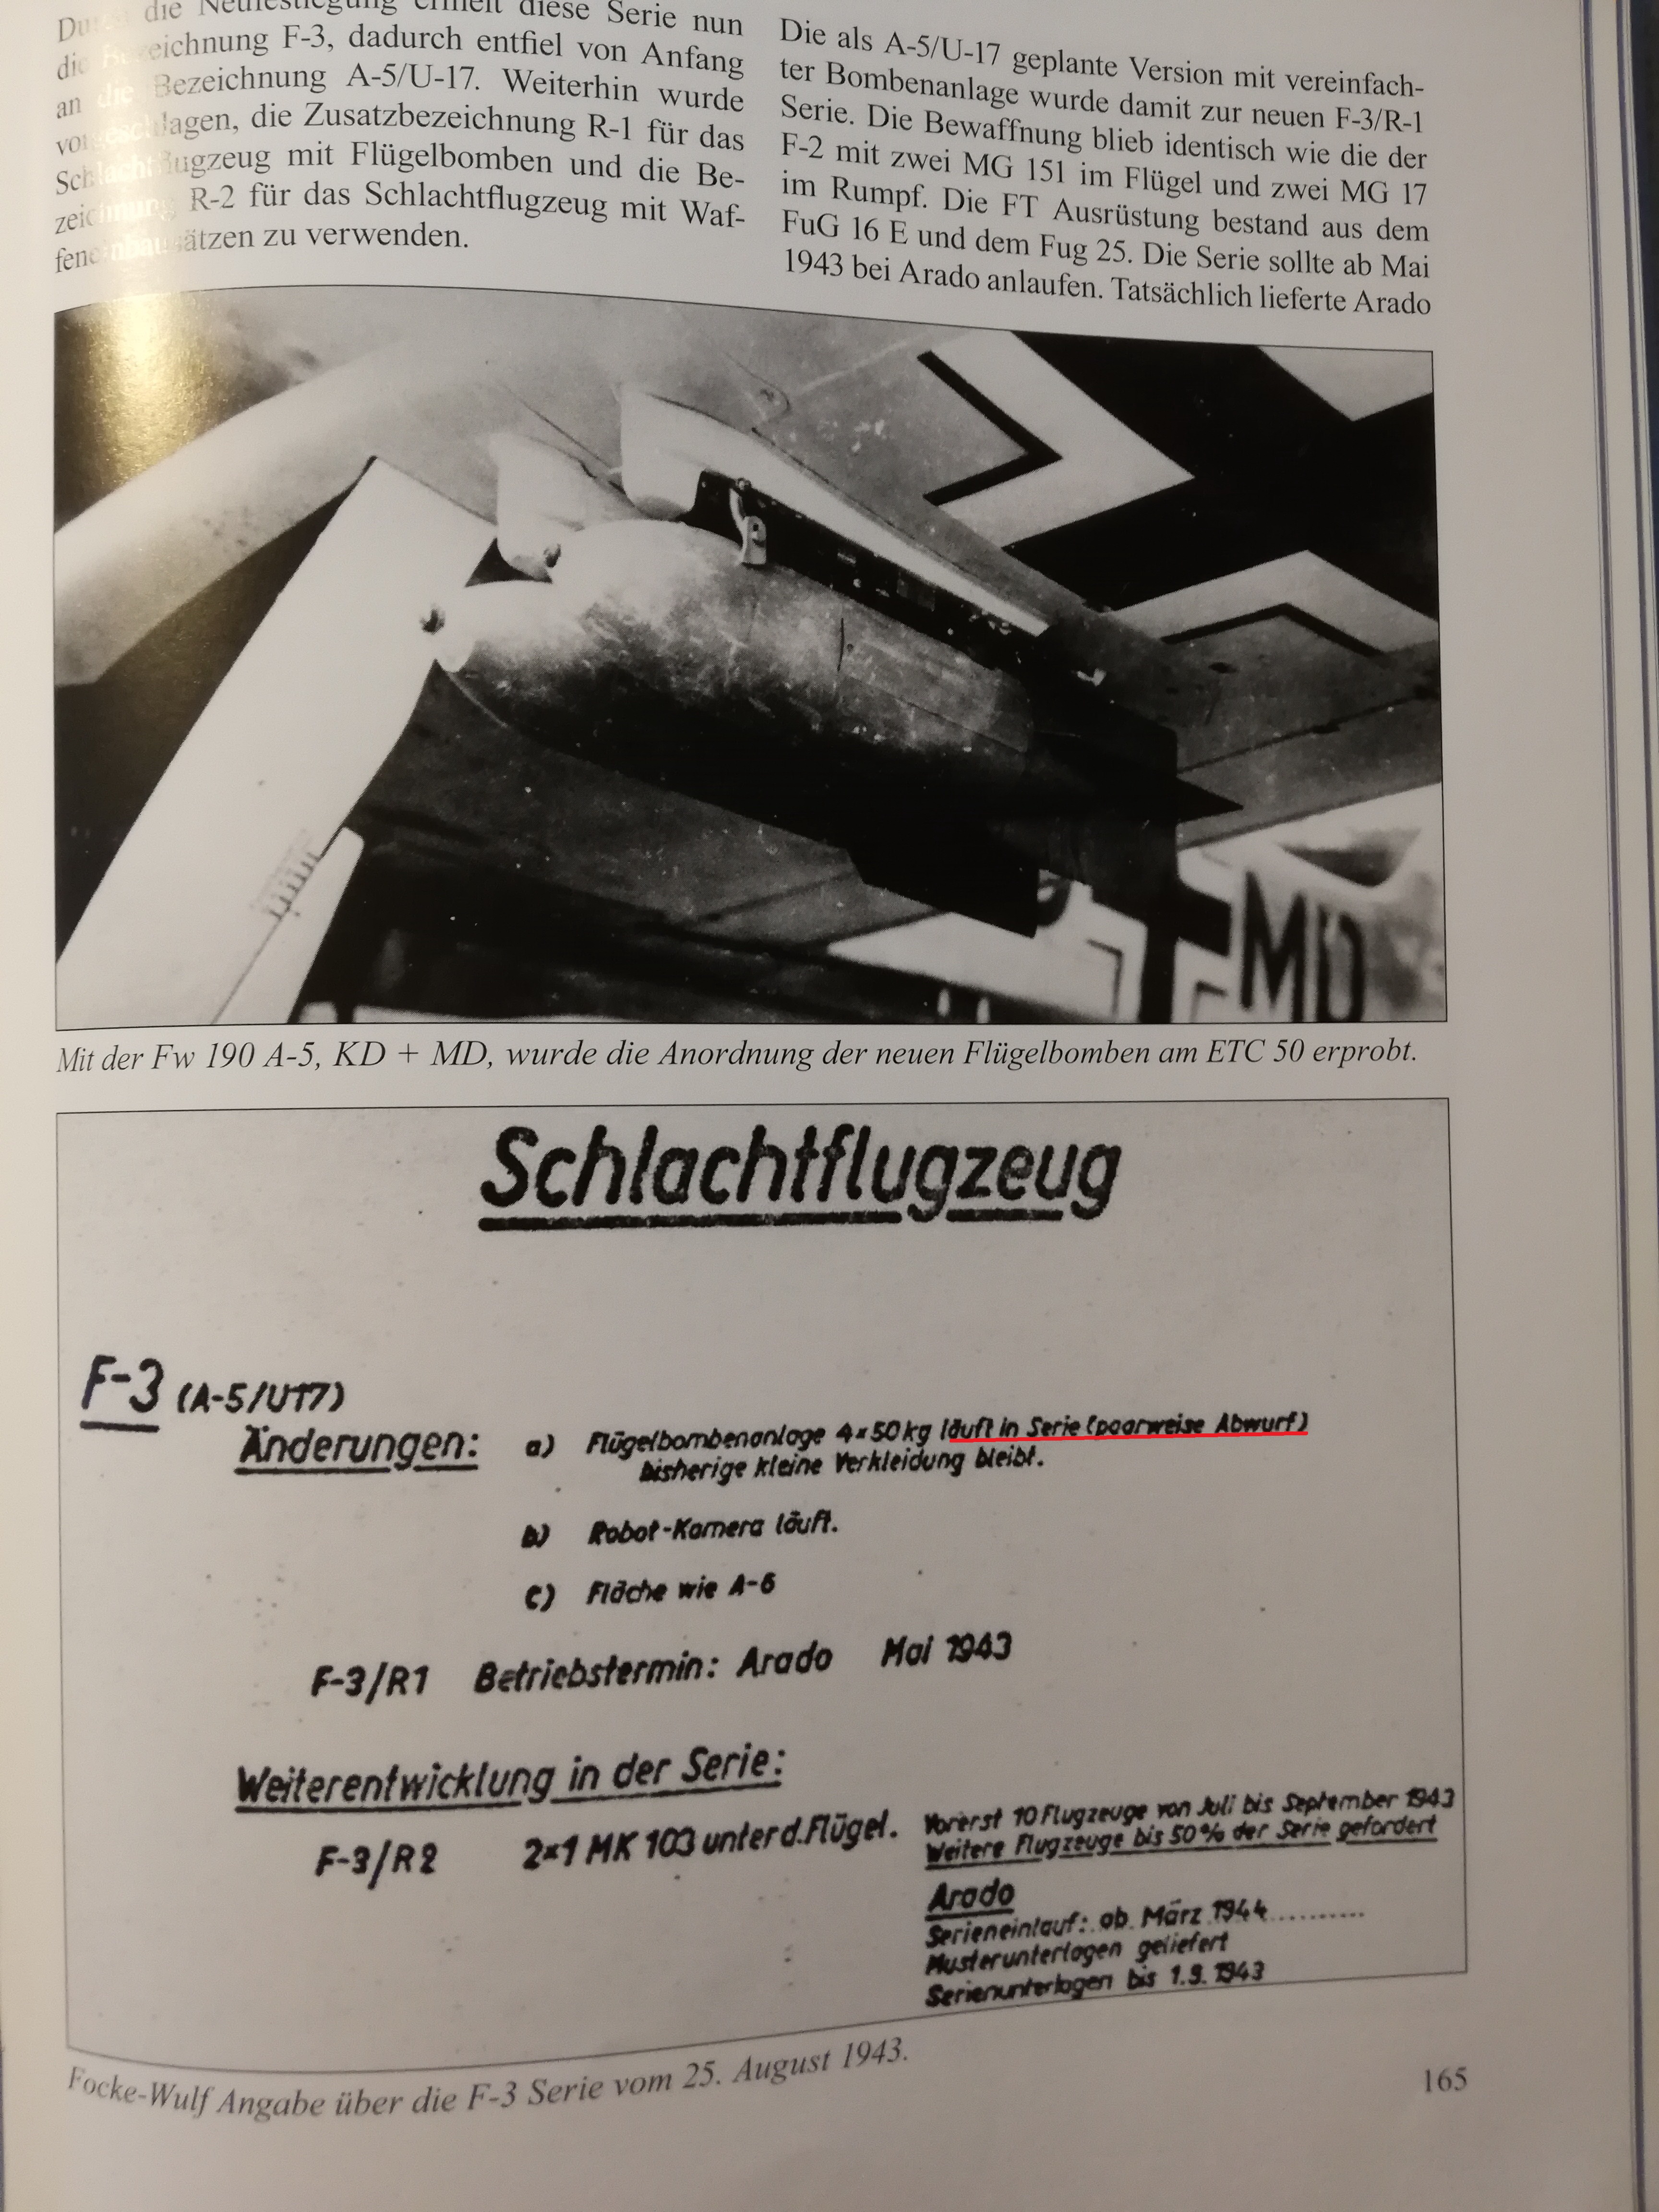 die Neufestlegung erhielt diese Serie nun
die Bezeichnung F-3, dadurch entfiel von Anfang
an die Bezeichnung A-5/U-17. Weiterhin wurde
vorgeschlagen, die Zusatzbezeichnung R-1 für das
Schlachtflugzeug mit Flügelbomben und die Be-
zeichnung R-2 für das Schlachtflugzeug mit Waf-
feneinbausätzen zu verwenden.
Die als A-5/U-17 geplante Version mit vereinfach-
ter Bombenanlage wurde damit zur neuen F-3/R-1
Serie. Die Bewaffnung blieb identisch wie die der
F-2 mit zwei MG 151 im Flügel und zwei MG 17
im Rumpf. Die FT Ausrüstung bestand aus dem
FuG 16 E und dem Fug 25. Die Serie sollte ab Mai
1943 bei Arado anlaufen. Tatsächlich lieferte Arado
MD
Mit der Fw 190 A-5, KD + MD, wurde die Anordnung der neuen Flügelbomben am ETC 50 erprobt.
Schlachtflugzeug
F-3 (A-5/U17)
Änderungen: a) Flügelbombenanlage 4×50kg läuft in Serie (paarweise Abwurf)
bisherige kleine Verkleidung bleibt.
b) Robot-Kamera läuft.
c) Fläche wie A-6
F-3/R1 Betriebstermin: Arado Mai 1943
Weiterentwicklung in der Serie:
F-3/R2 2×1 MK 103 unter d. Flügel. Vorerst 10 Flugzeuge von Juli bis September 1943
Weitere Flugzeuge bis 50% der Serie gefordert
Arado
Serieneinlauf: ab März 1944..........
Musterunterlagen geliefert
Serienunterlagen bis 1.9.1943
Focke-Wulf Angabe über die F-3 Serie vom 25. August 1943.
165